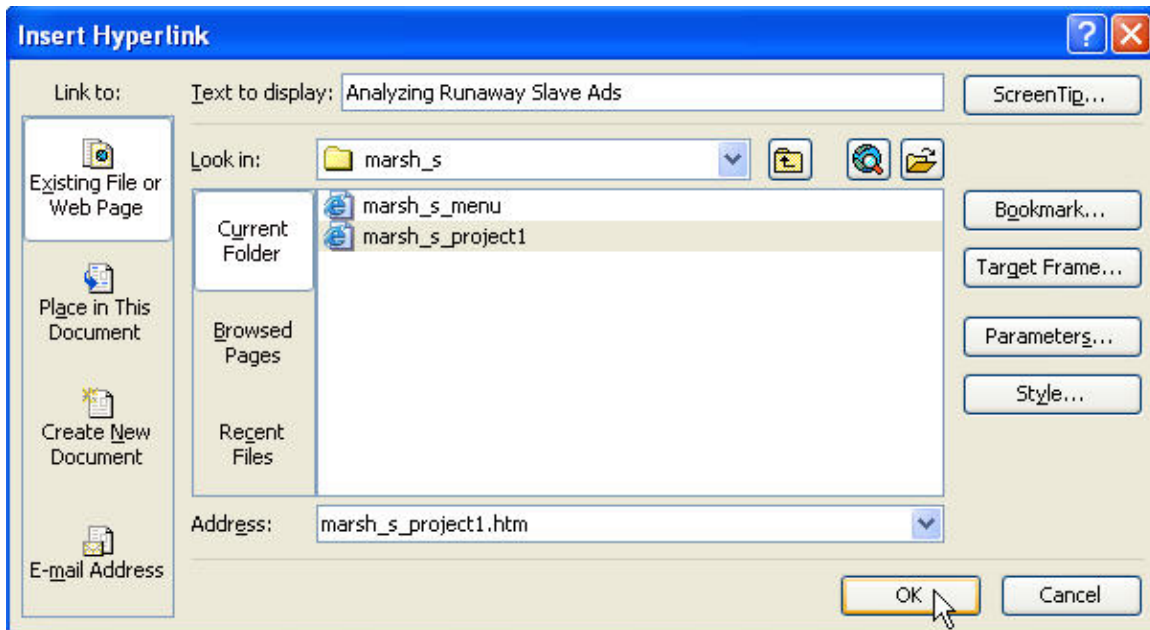 Insert Hyperlink
Link to:
Text to display: Analyzing Runaway Slave Ads
ScreenTip...
Existing File or
Web Page
Look in: marsh_s
Current
Folder
marsh_s_menu
marsh_s_project1
Bookmark...
Target Frame...
Place in This
Document
Browsed
Pages
Parameters...
Style...
Create New
Document
Recent
Files
Address: marsh_s_project1.htm
E-mail Address
OK
Cancel